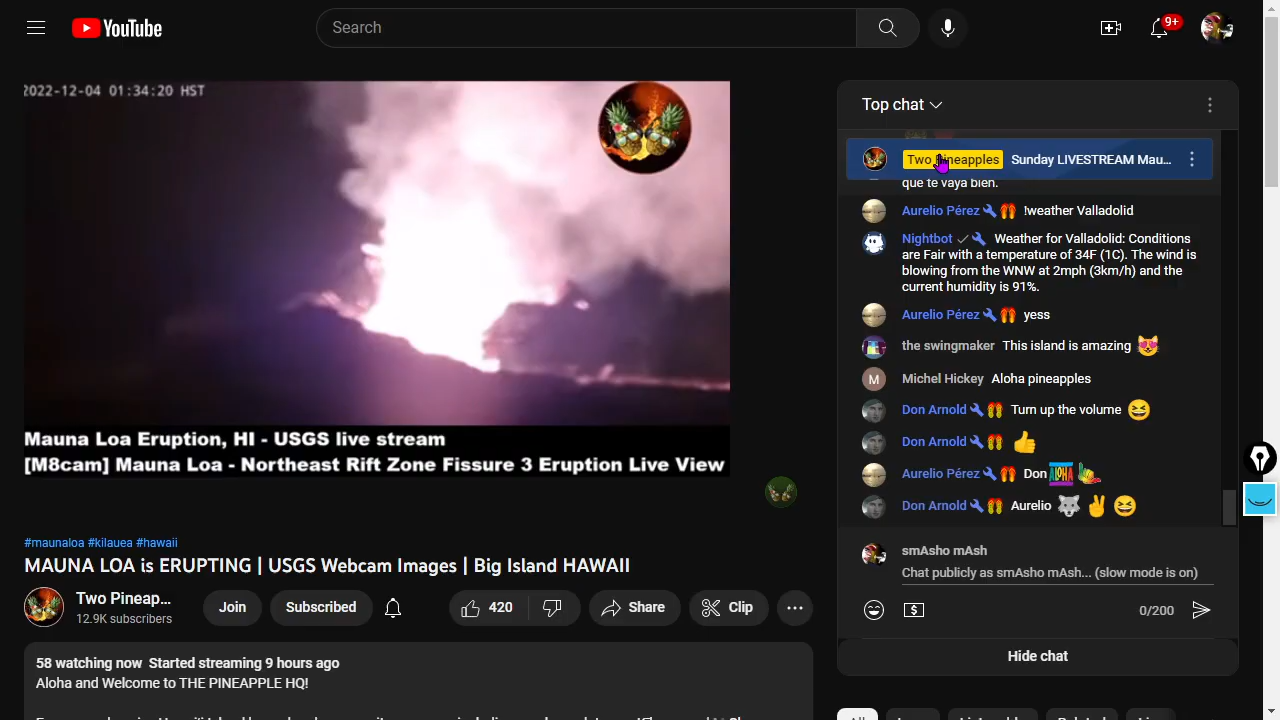 YouTube
Search
9+
2022-12-04 01:34:20 HST
Mauna Loa Eruption, HI - USGS live stream
[M8cam] Mauna Loa - Northeast Rift Zone Fissure 3 Eruption Live View
#maunaloa #kilauea #hawaii
MAUNA LOA is ERUPTING | USGS Webcam Images | Big Island HAWAII
Two Pineap...
12.9K subscribers
Join
Subscribed
420
Share
Clip
58 watching now Started streaming 9 hours ago
Aloha and Welcome to THE PINEAPPLE HQ!
Top chat
Two Pineapples Sunday LIVESTREAM Mau...
que te vaya bien.
Aurelio Pérez !weather Valladolid
Nightbot Weather for Valladolid: Conditions
are Fair with a temperature of 34F (1C). The wind is
blowing from the WNW at 2mph (3km/h) and the
current humidity is 91%.
Aurelio Pérez yess
the swingmaker This island is amazing
M Michel Hickey Aloha pineapples
Don Arnold Turn up the volume
Don Arnold
Aurelio Pérez Don ALOHA
Don Arnold Aurelio
smAsho mAsh
Chat publicly as smAsho mAsh... (slow mode is on)
0/200
Hide chat